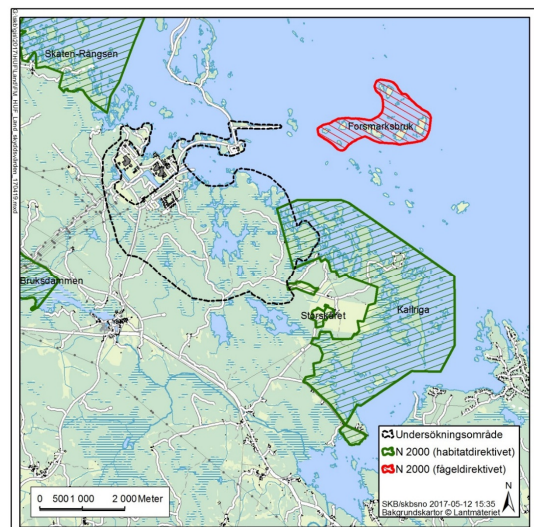 Skaten-Rångsen
Forsmarksbruk
Bruksdammen
Storskäret
Kallriga
Undersökningsområde
N 2000 (habitatdirektivet)
N 2000 (fågeldirektivet)
0 500 1 000 2 000 Meter
SKB/skbsno 2017-05-12 15:35
Bakgrundskartor © Lantmäteriet
N